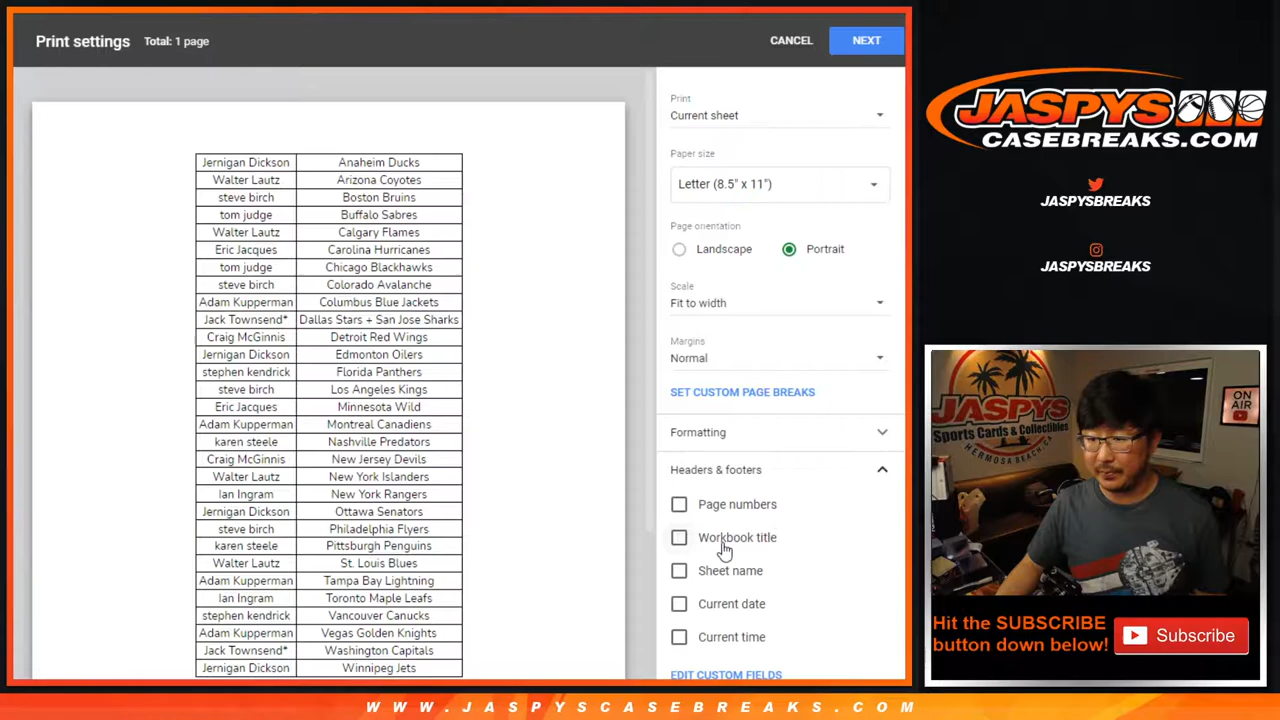 Print settings Total: 1 page CANCEL NEXT
Jernigan Dickson Anaheim Ducks
Walter Lautz Arizona Coyotes
steve birch Boston Bruins
tom judge Buffalo Sabres
Walter Lautz Calgary Flames
Eric Jacques Carolina Hurricanes
tom judge Chicago Blackhawks
steve birch Colorado Avalanche
Adam Kupperman Columbus Blue Jackets
Jack Townsend* Dallas Stars + San Jose Sharks
Craig McGinnis Detroit Red Wings
Jernigan Dickson Edmonton Oilers
stephen kendrick Florida Panthers
steve birch Los Angeles Kings
Eric Jacques Minnesota Wild
Adam Kupperman Montreal Canadiens
karen steele Nashville Predators
Craig McGinnis New Jersey Devils
Walter Lautz New York Islanders
Ian Ingram New York Rangers
Jernigan Dickson Ottawa Senators
steve birch Philadelphia Flyers
karen steele Pittsburgh Penguins
Walter Lautz St. Louis Blues
Adam Kupperman Tampa Bay Lightning
Ian Ingram Toronto Maple Leafs
stephen kendrick Vancouver Canucks
Adam Kupperman Vegas Golden Knights
Jack Townsend* Washington Capitals
Jernigan Dickson Winnipeg Jets
Print
Current sheet
Paper size
Letter (8.5" x 11")
Page orientation
Landscape Portrait
Scale
Fit to width
Margins
Normal
SET CUSTOM PAGE BREAKS
Formatting
Headers & footers
Page numbers
Workbook title
Sheet name
Current date
Current time
EDIT CUSTOM FIELDS
JASPYS
CASEBREAKS.COM
JASPYSBREAKS
JASPYSBREAKS
JASPYS
Sports Cards & Collectibles
HERMOSA BEACH, CA
ON AIR
Hit the SUBSCRIBE
button down below!
Subscribe
WWW.JASPYSCASEBREAKS.COM